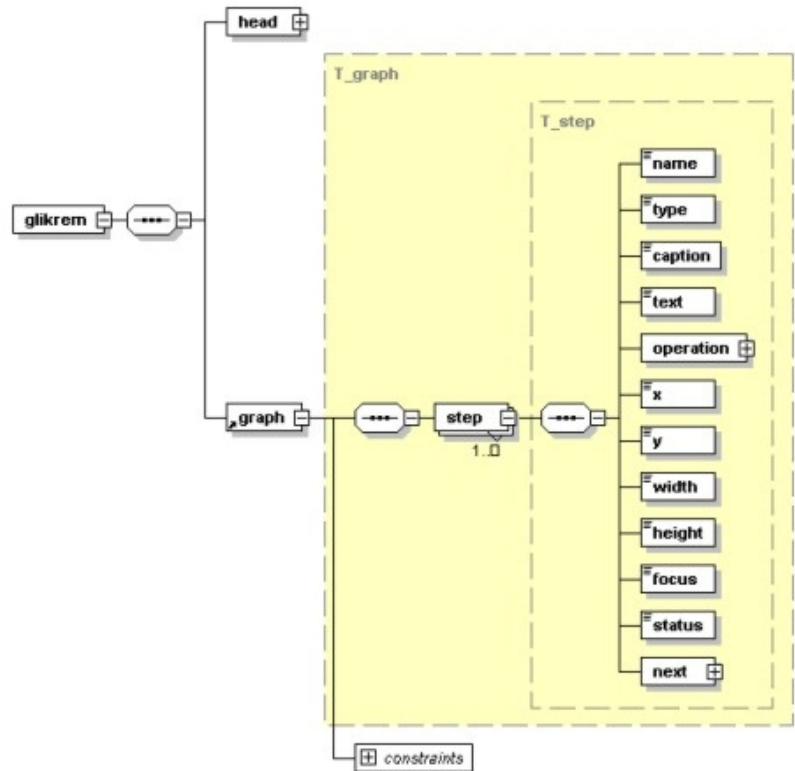 head
T_graph
T_step
name
type
caption
glikrem
text
operation
x
graph
step
y
1..
width
height
focus
status
next
constraints